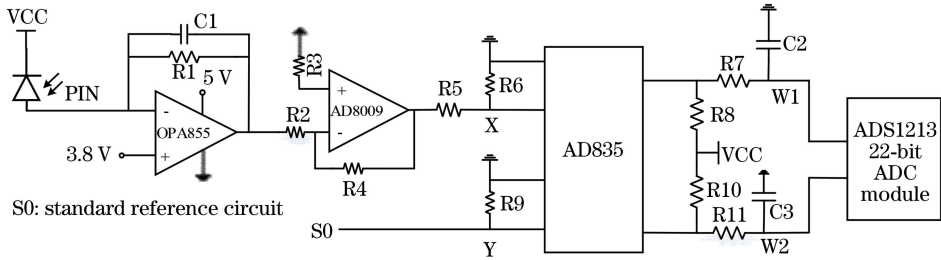 VCC
C1
R1
5 V
PIN
-
OPA855
+
3.8 V
R2
R3
+
AD8009
-
R4
R5
R6
X
R9
S0
Y
AD835
R7
C2
W1
R8
VCC
R10
C3
R11
W2
ADS1213
22-bit
ADC
module
S0: standard reference circuit